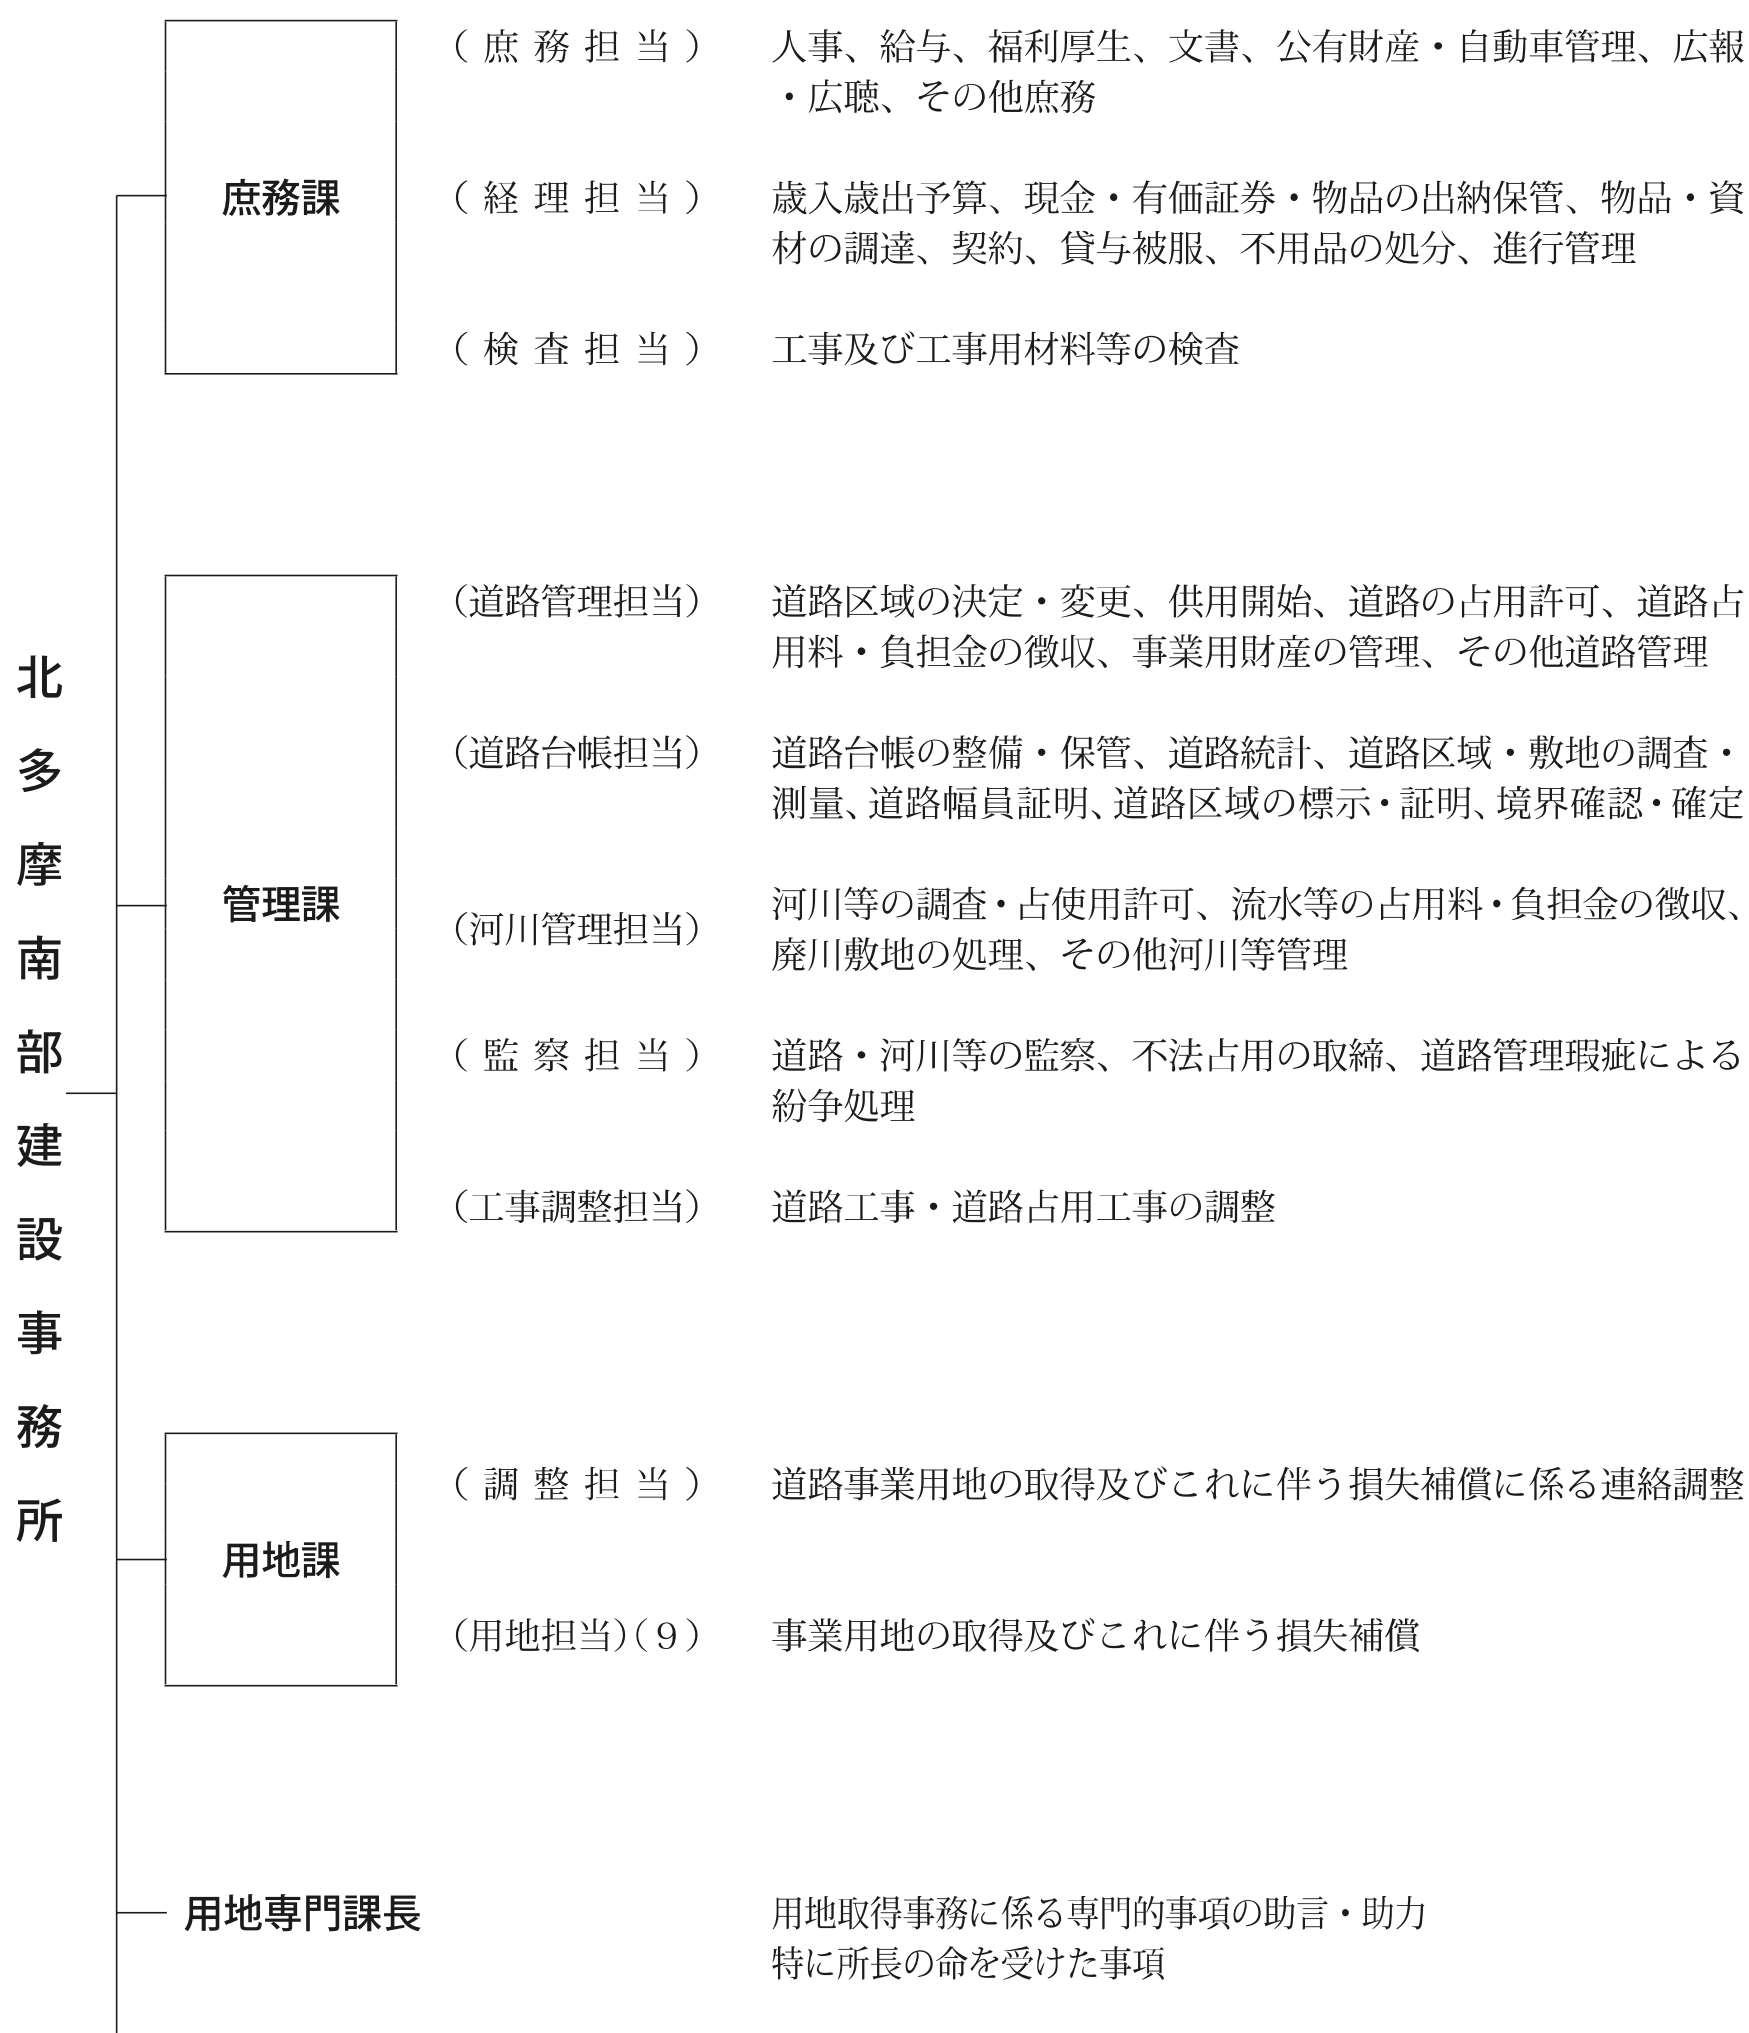 北多摩南部建設事務所
庶務課
（庶務担当）　人事、給与、福利厚生、文書、公有財産・自動車管理、広報
・広聴、その他庶務
（経理担当）　歳入歳出予算、現金・有価証券・物品の出納保管、物品・資
材の調達、契約、貸与被服、不用品の処分、進行管理
（検査担当）　工事及び工事用材料等の検査
管理課
（道路管理担当）　道路区域の決定・変更、供用開始、道路の占用許可、道路占
用料・負担金の徴収、事業用財産の管理、その他道路管理
（道路台帳担当）　道路台帳の整備・保管、道路統計、道路区域・敷地の調査・
測量、道路幅員証明、道路区域の標示・証明、境界確認・確定
（河川管理担当）　河川等の調査・占使用許可、流水等の占用料・負担金の徴収、
廃川敷地の処理、その他河川等管理
（監察担当）　道路・河川等の監察、不法占用の取締、道路管理瑕疵による
紛争処理
（工事調整担当）　道路工事・道路占用工事の調整
用地課
（調整担当）　道路事業用地の取得及びこれに伴う損失補償に係る連絡調整
（用地担当）（９）　事業用地の取得及びこれに伴う損失補償
用地専門課長　用地取得事務に係る専門的事項の助言・助力
特に所長の命を受けた事項